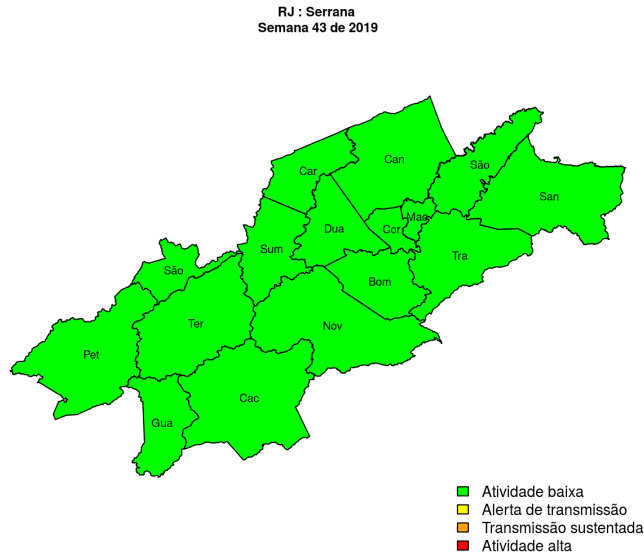 RJ : Serrana
Semana 43 de 2019
Can
São
Car
San
Mac
Dua
Cor
Sum
Tra
São
Bom
Ter
Nov
Pet
Cac
Gua
Atividade baixa
Alerta de transmissão
Transmissão sustentada
Atividade alta